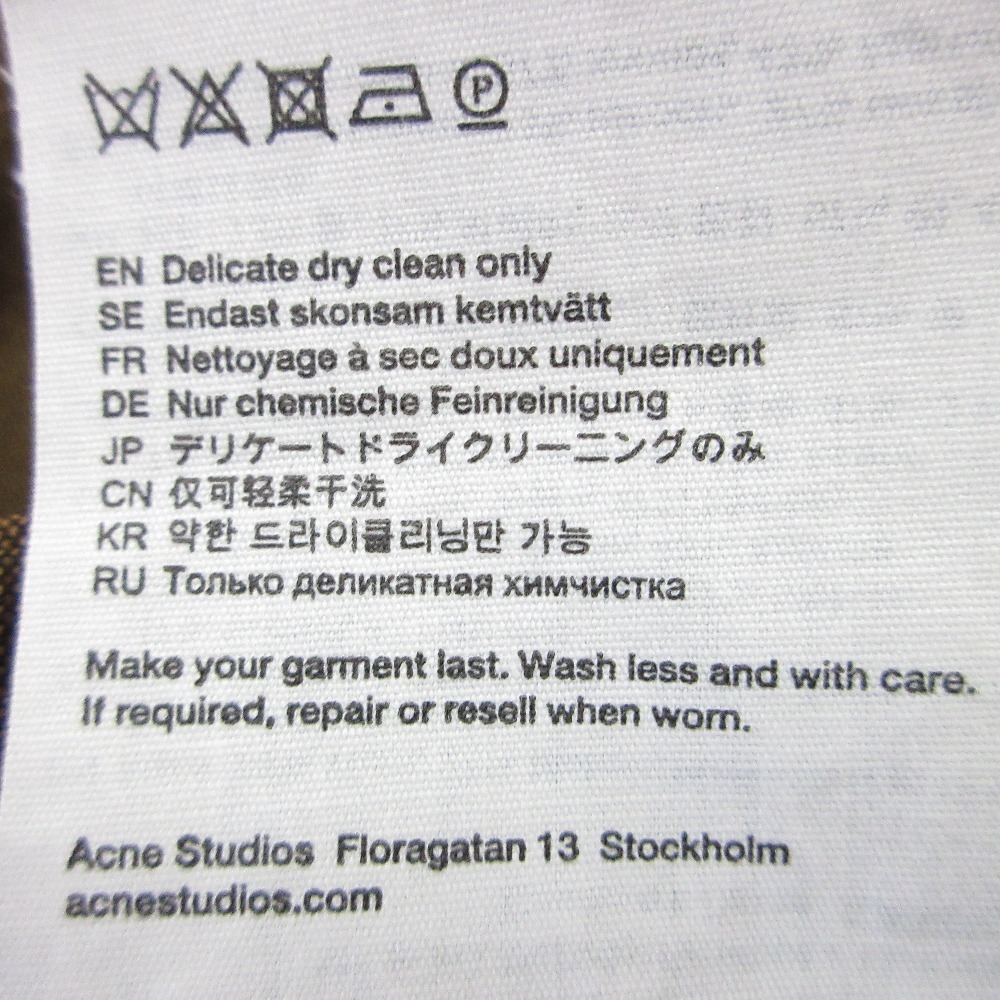 P
EN Delicate dry clean only
SE Endast skonsam kemtvätt
FR Nettoyage à sec doux uniquement
DE Nur chemische Feinreinigung
JP デリケートドライクリーニングのみ
CN 仅可轻柔干洗
KR 약한 드라이클리닝만 가능
RU Только деликатная химчистка
Make your garment last. Wash less and with care.
If required, repair or resell when worn.
Acne Studios Floragatan 13 Stockholm
acnestudios.com